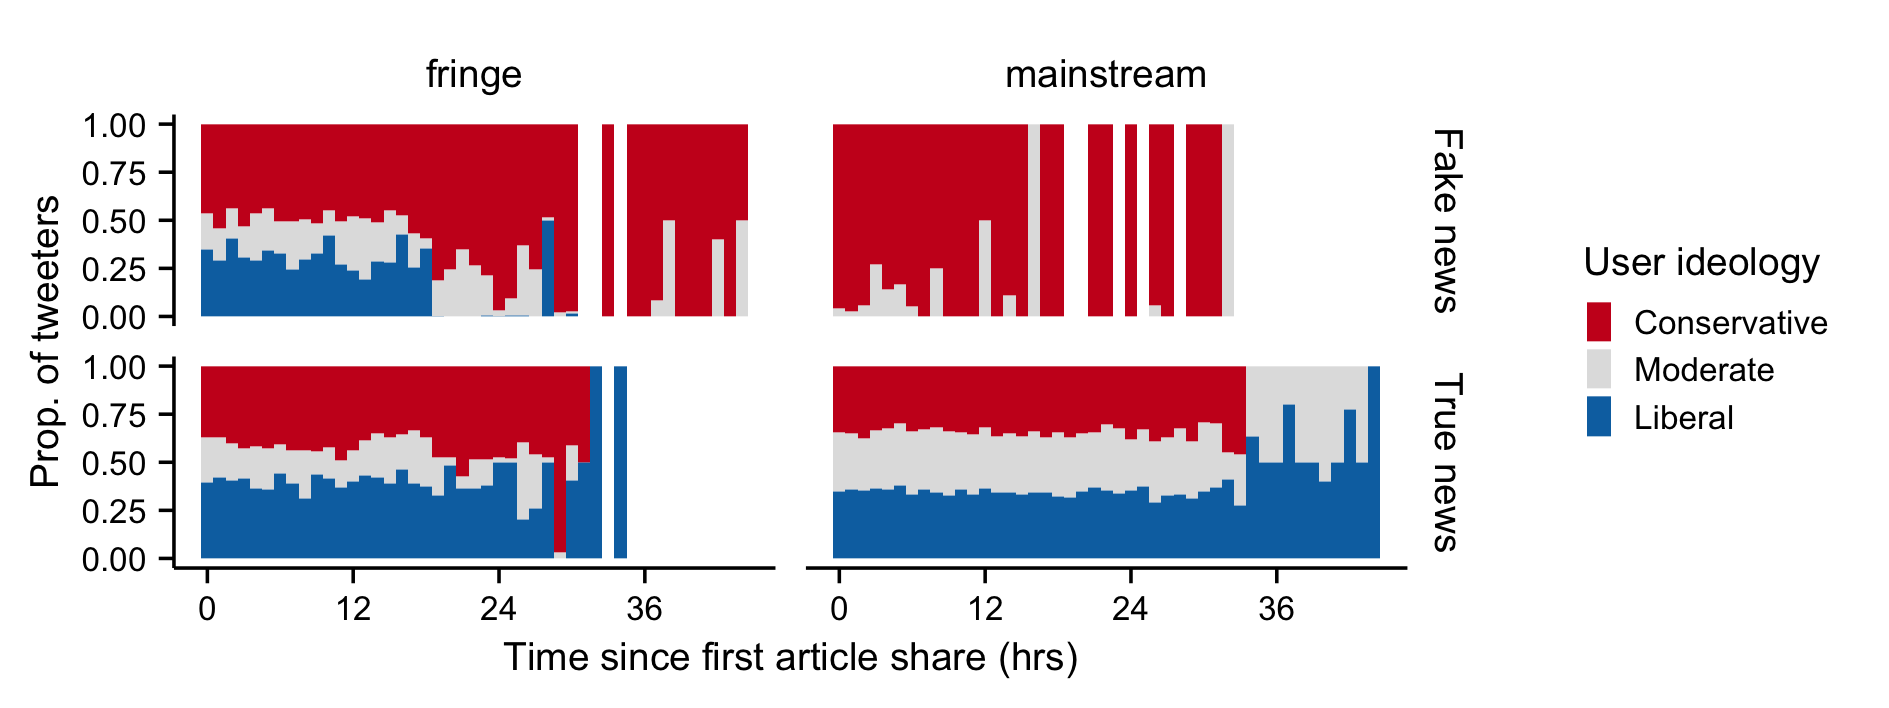 fringe
mainstream
1.00
0.75
0.50
0.25
0.00
Fake news
1.00
0.75
0.50
0.25
0.00
True news
Prop. of tweeters
0 12 24 36
0 12 24 36
Time since first article share (hrs)
User ideology
Conservative
Moderate
Liberal